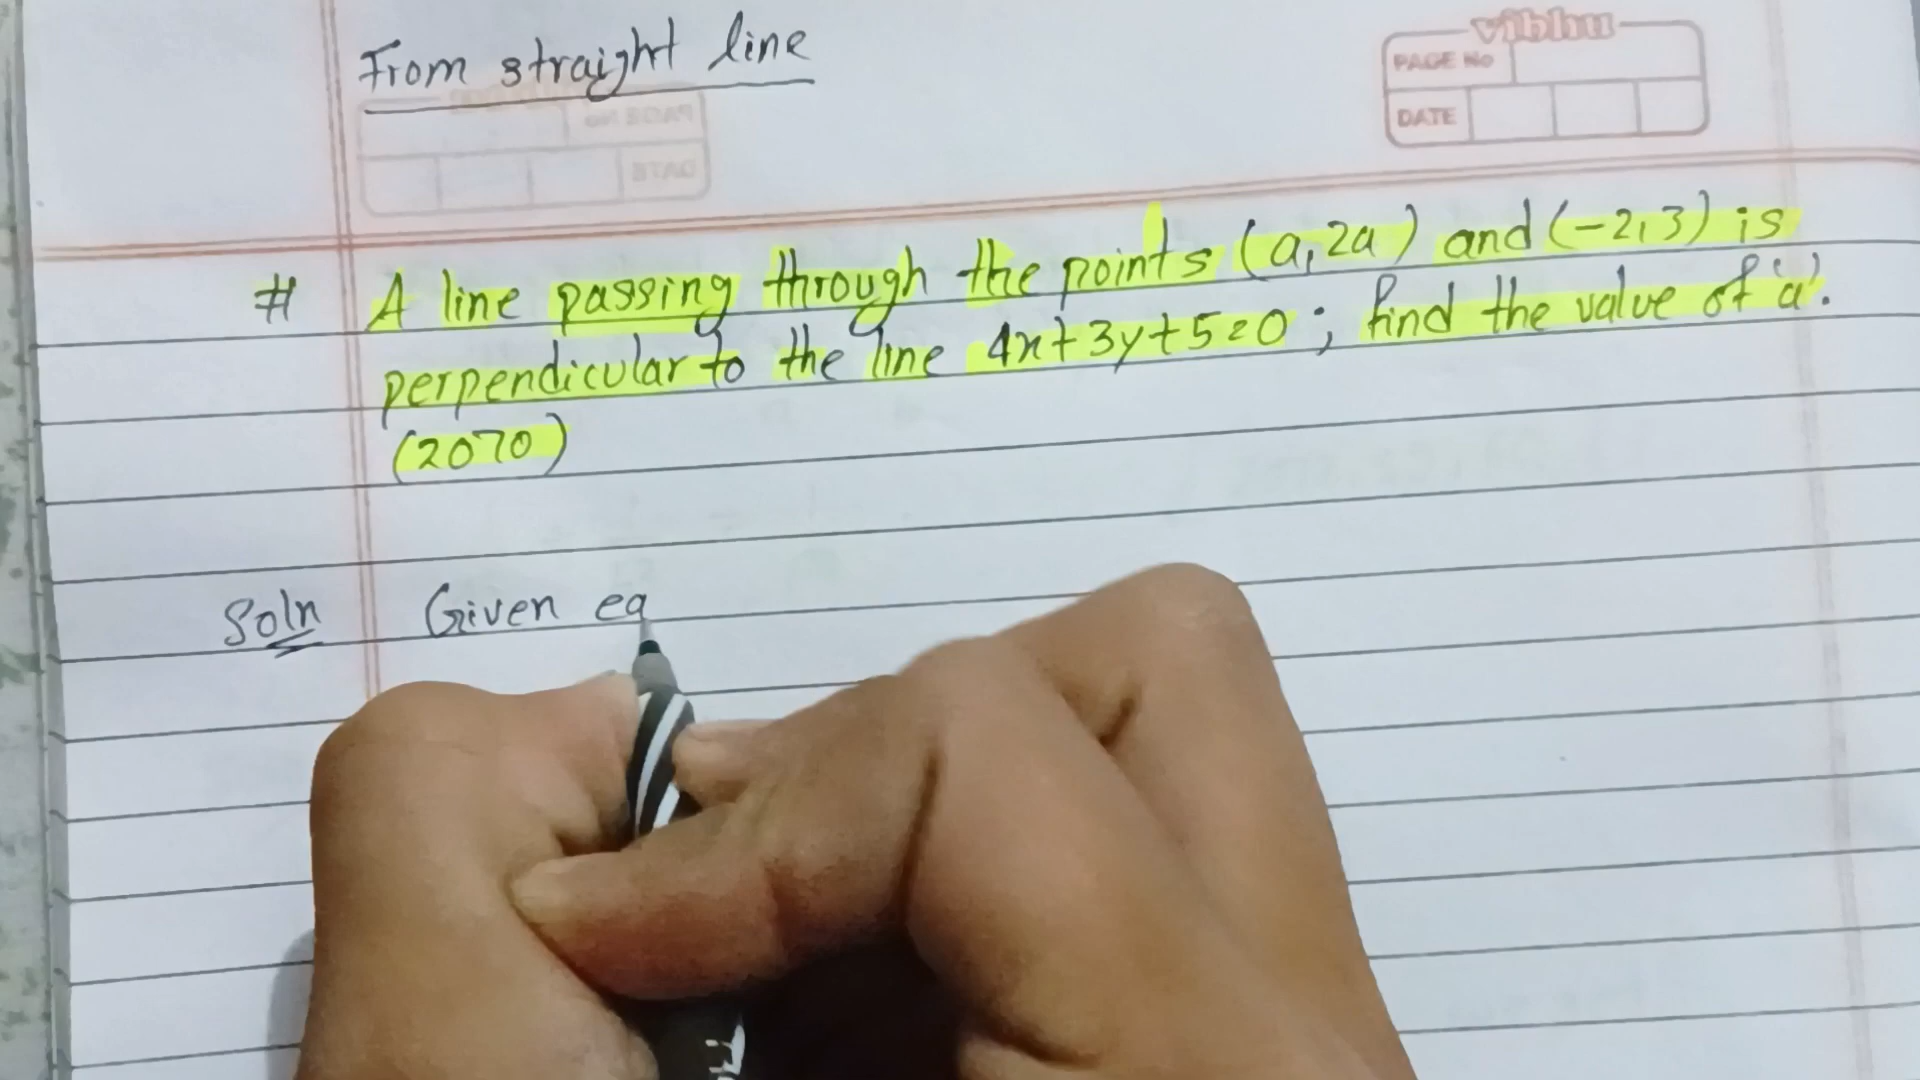 From straight line
vibhu
PAGE No
DATE
# A line passing through the points (a, 2a) and (-2, 3) is
perpendicular to the line 4x+3y+5=0; find the value of 'a'.
(2070)
Soln Given eq